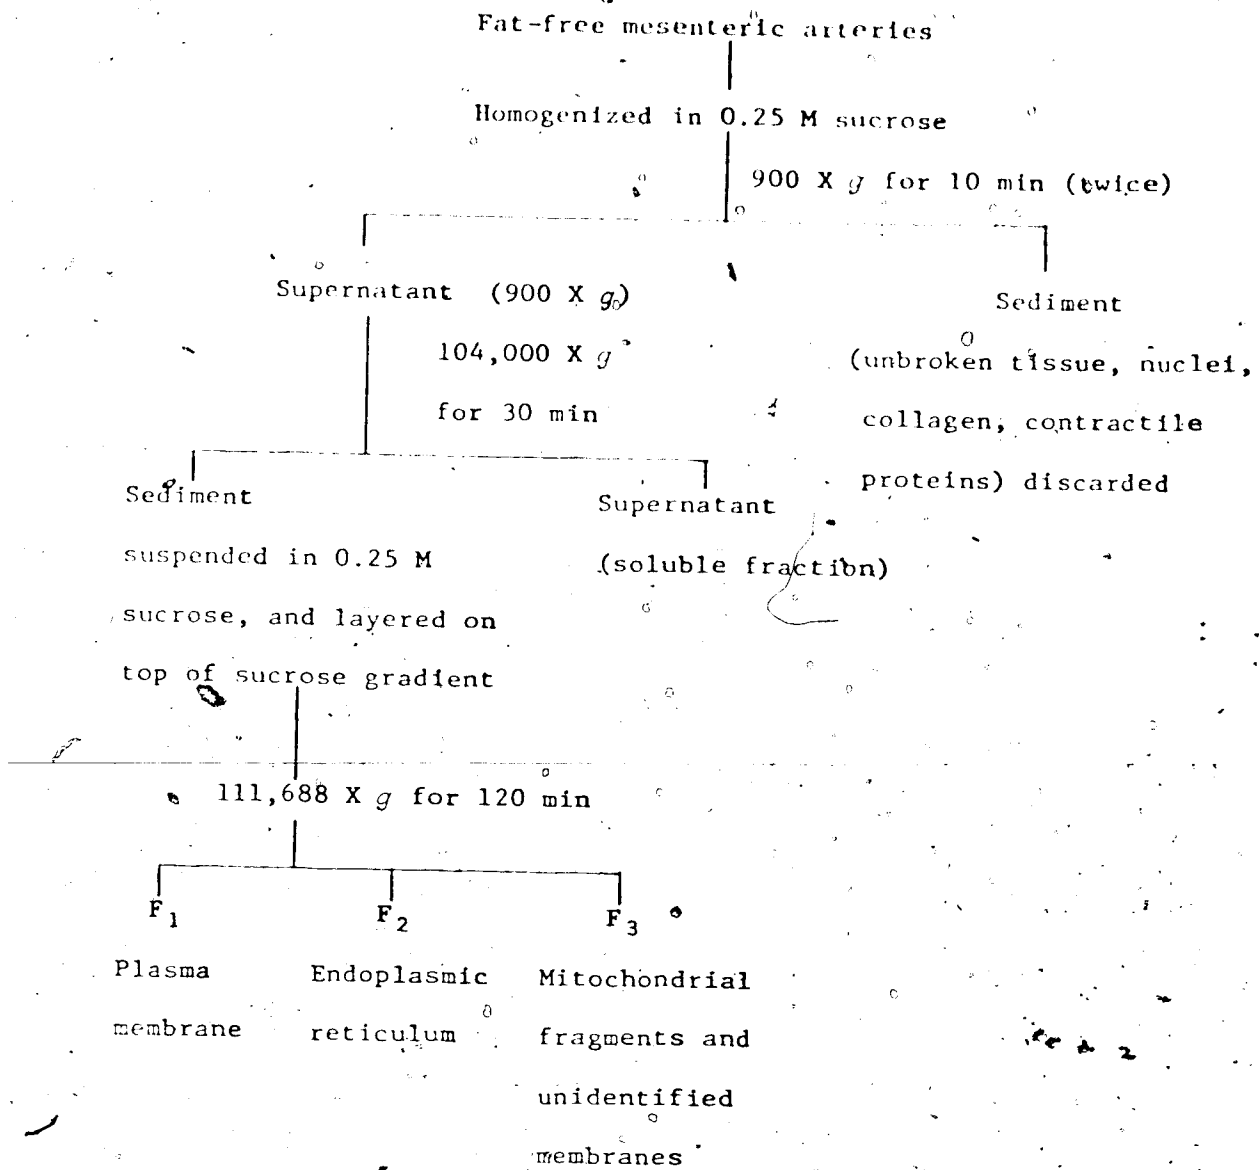 Fat-free mesenteric arteries
Homogenized in 0.25 M sucrose
900 X g for 10 min (twice)
Supernatant (900 X g)
104,000 X g
for 30 min
Sediment
(unbroken tissue, nuclei,
collagen, contractile
proteins) discarded
Sediment
suspended in 0.25 M
sucrose, and layered on
top of sucrose gradient
Supernatant
(soluble fraction)
111,688 X g for 120 min
F1
F2
F3
Plasma
membrane
Endoplasmic
reticulum
Mitochondrial
fragments and
unidentified
membranes